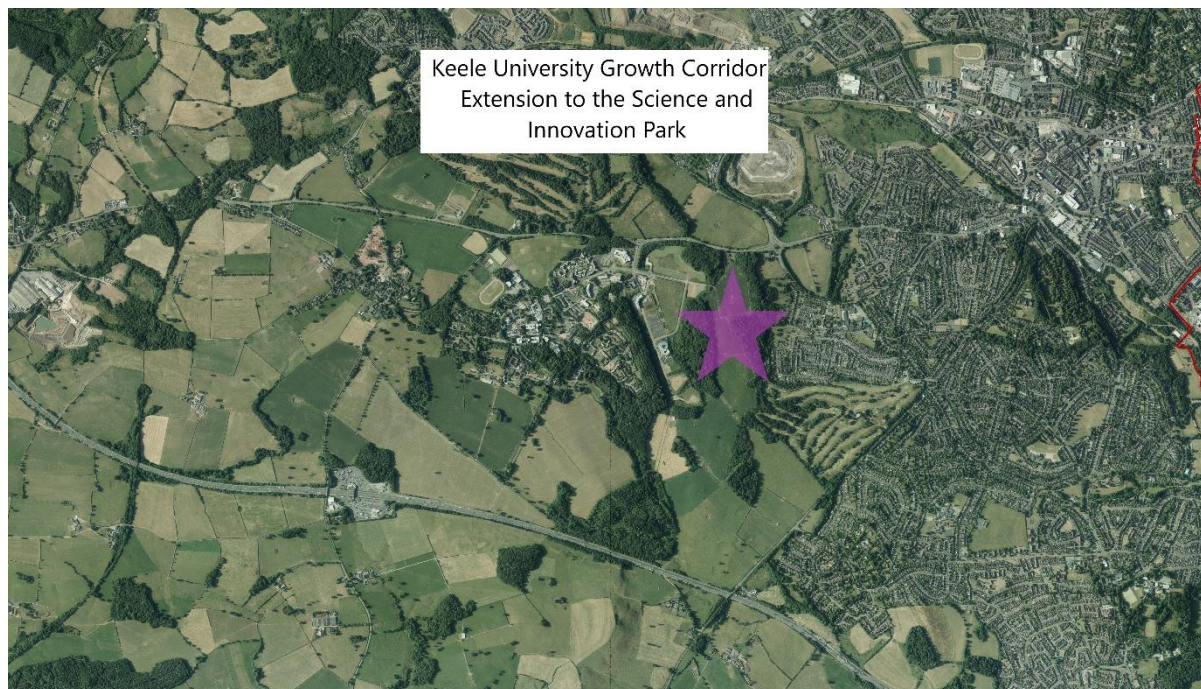 Keele University Growth Corridor
Extension to the Science and
Innovation Park